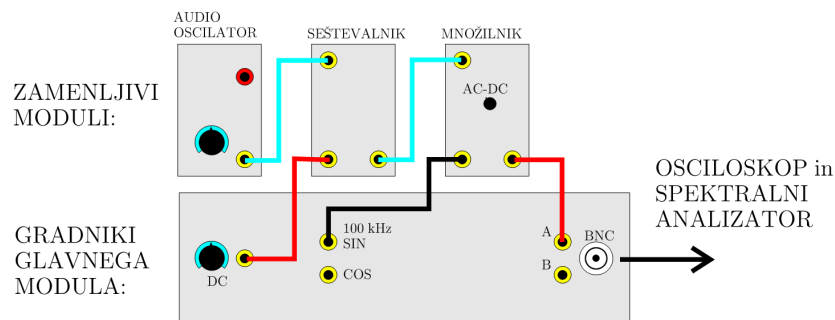 AUDIO
OSCILATOR
SEŠTEVALNIK
MNOŽILNIK
ZAMENLJIVI
MODULI:
AC-DC
OSCILOSKOP in
SPEKTRALNI
ANALIZATOR
GRADNIKI
GLAVNEGA
MODULA:
DC
100 kHz
SIN
COS
A
B
BNC